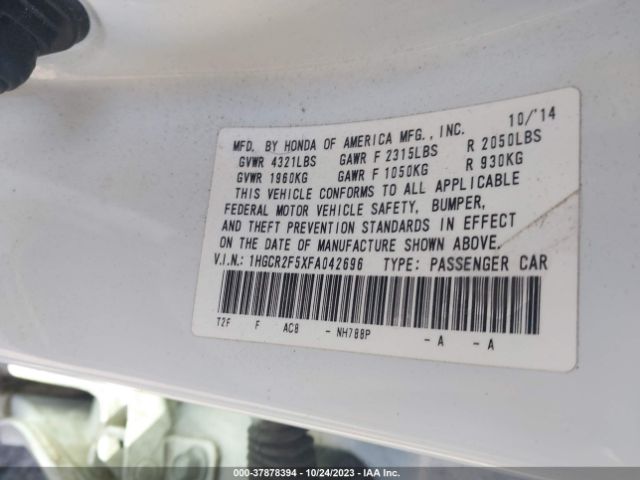 10/'14
MFD. BY HONDA OF AMERICA MFG., INC.
GVWR 4321LBS GAWR F 2315LBS R 2050LBS
GVWR 1960KG GAWR F 1050KG R 930KG
THIS VEHICLE CONFORMS TO ALL APPLICABLE
FEDERAL MOTOR VEHICLE SAFETY, BUMPER,
AND THEFT PREVENTION STANDARDS IN EFFECT
ON THE DATE OF MANUFACTURE SHOWN ABOVE.
V.I.N.: 1HGCR2F5XFA042696 TYPE: PASSENGER CAR
T2F F AC8 - NH788P - A - A
000-37878394 - 10/24/2023 - IAA Inc.